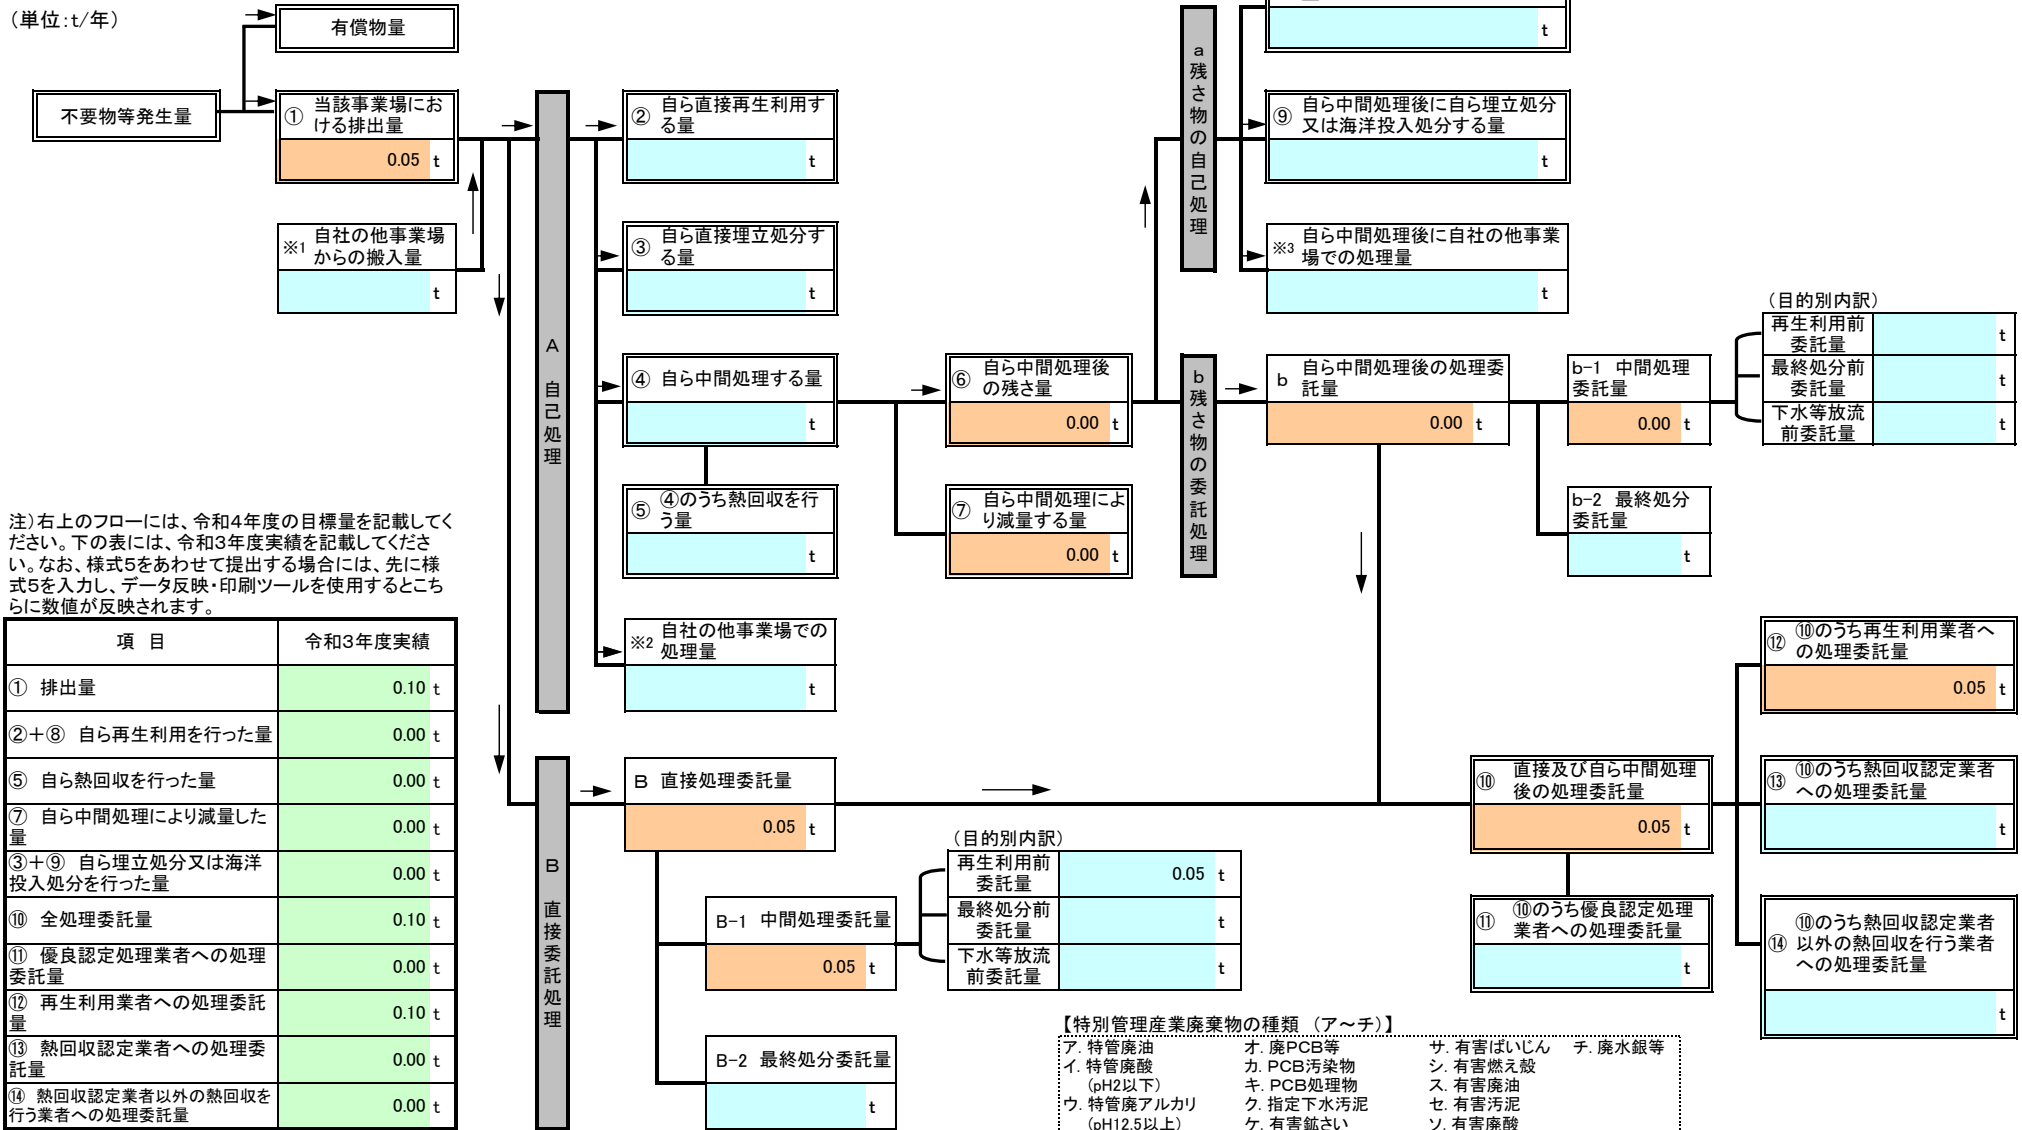 （単位：t/年）
有償物量
不要物等発生量
① 当該事業場にお
ける排出量
0.05 t
※1 自社の他事業場
からの搬入量
t
A 自己処理
② 自ら直接再生利用す
る量
t
③ 自ら直接埋立処分す
る量
t
④ 自ら中間処理する量
t
⑤ ④のうち熱回収を行
う量
t
※2 自社の他事業場での
処理量
t
⑥ 自ら中間処理後
の残さ量
0.00 t
⑦ 自ら中間処理によ
り減量する量
0.00 t
a残さ物の自己処理
t
⑨ 自ら中間処理後に自ら埋立処分
又は海洋投入処分する量
t
※3 自ら中間処理後に自社の他事業
場での処理量
t
b残さ物の委託処理
b 自ら中間処理後の処理委
託量
0.00 t
b-1 中間処理
委託量
0.00 t
b-2 最終処分
委託量
t
（目的別内訳）
再生利用前
委託量
t
最終処分前
委託量
t
下水等放流
前委託量
t
注）右上のフローには、令和4年度の目標量を記載してく
ださい。下の表には、令和3年度実績を記載してくださ
い。なお、様式5をあわせて提出する場合には、先に様
式5を入力し、データ反映・印刷ツールを使用するとこち
らに数値が反映されます。
項 目 令和3年度実績
① 排出量 0.10 t
②＋⑧ 自ら再生利用を行った量 0.00 t
⑤ 自ら熱回収を行った量 0.00 t
⑦ 自ら中間処理により減量した
量 0.00 t
③＋⑨ 自ら埋立処分又は海洋
投入処分を行った量 0.00 t
⑩ 全処理委託量 0.10 t
⑪ 優良認定処理業者への処理
委託量 0.00 t
⑫ 再生利用業者への処理委託
量 0.10 t
⑬ 熱回収認定業者への処理委
託量 0.00 t
⑭ 熱回収認定業者以外の熱回収を
行う業者への処理委託量 0.00 t
B 直接委託処理
B 直接処理委託量
0.05 t
B-1 中間処理委託量
0.05 t
B-2 最終処分委託量
t
（目的別内訳）
再生利用前
委託量
0.05 t
最終処分前
委託量
t
下水等放流
前委託量
t
⑩ 直接及び自ら中間処理
後の処理委託量
0.05 t
⑪ ⑩のうち優良認定処理
業者への処理委託量
t
⑫ ⑩のうち再生利用業者へ
の処理委託量
0.05 t
⑬ ⑩のうち熱回収認定業者
への処理委託量
t
⑭ ⑩のうち熱回収認定業者
以外の熱回収を行う業者
への処理委託量
t
【特別管理産業廃棄物の種類 （ア～チ）】
ア. 特管廃油 オ. 廃PCB等 サ. 有害ばいじん チ. 廃水銀等
イ. 特管廃酸 カ. PCB汚染物 シ. 有害燃え殻
（pH2以下） キ. PCB処理物 ス. 有害廃油
ウ. 特管廃アルカリ ク. 指定下水汚泥 セ. 有害汚泥
（pH12.5以上） ケ. 有害鉱さい ソ. 有害廃酸